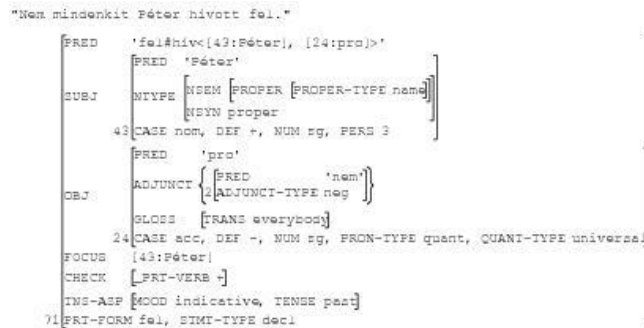 "Nem mindenkit Péter hívott fel."
PRED 'fel#hív<[43:Péter], [24:pro]>'
PRED 'Péter'
SUBJ NTYPE NSEM [PROPER [PROPER-TYPE name]]
NSYN proper
43 CASE nom, DEF +, NUM sg, PERS 3
PRED 'pro'
ADJUNCT { [PRED 'nem'
2 ADJUNCT-TYPE neg] }
OBJ
GLOSS [TRANS everybody]
24 CASE acc, DEF -, NUM sg, PRON-TYPE quant, QUANT-TYPE universal
FOCUS [43:Péter]
CHECK [_PRT-VERB +]
TNS-ASP [MOOD indicative, TENSE past]
71 PRT-FORM fel, STMT-TYPE decl